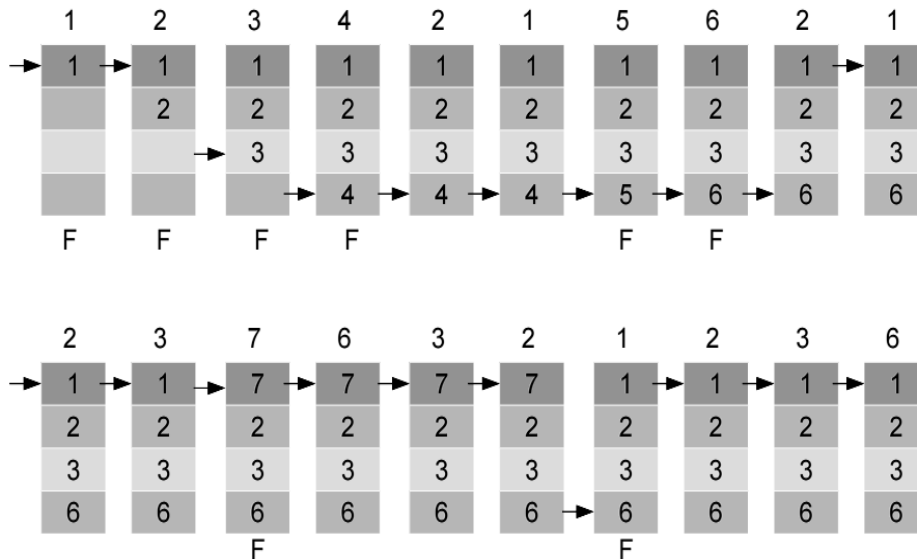 1 2 3 4 2 1 5 6 2 1
1 1 1 1 1 1 1 1 1 1
2 2 2 2 2 2 2 2 2
3 3 3 3 3 3 3 3
4 4 4 5 6 6 6
F F F F F F
2 3 7 6 3 2 1 2 3 6
1 1 7 7 7 7 1 1 1 1
2 2 2 2 2 2 2 2 2 2
3 3 3 3 3 3 3 3 3 3
6 6 6 6 6 6 6 6 6 6
F F